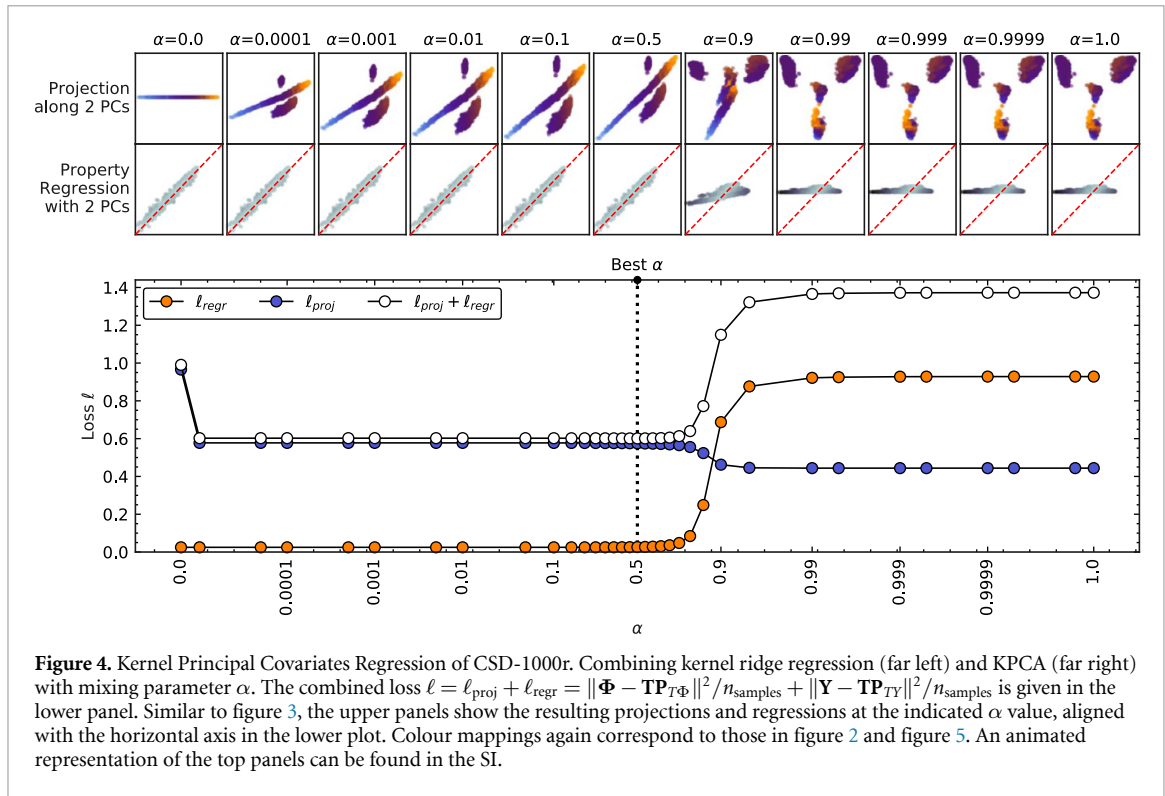 α=0.0 α=0.0001 α=0.001 α=0.01 α=0.1 α=0.5 α=0.9 α=0.99 α=0.999 α=0.9999 α=1.0
Projection
along 2 PCs
Property
Regression
with 2 PCs
Best α
ℓregr ℓproj ℓproj + ℓregr
1.4
1.2
1.0
0.8
0.6
0.4
0.2
0.0
Loss ℓ
0.0 0.0001 0.001 0.01 0.1 0.5 0.9 0.99 0.999 0.9999 1.0
α
Figure 4. Kernel Principal Covariates Regression of CSD-1000r. Combining kernel ridge regression (far left) and KPCA (far right)
with mixing parameter α. The combined loss ℓ = ℓproj + ℓregr = ‖Φ − TP_TΦ‖²/n_samples + ‖Y − TP_TY‖²/n_samples is given in the
lower panel. Similar to figure 3, the upper panels show the resulting projections and regressions at the indicated α value, aligned
with the horizontal axis in the lower plot. Colour mappings again correspond to those in figure 2 and figure 5. An animated
representation of the top panels can be found in the SI.